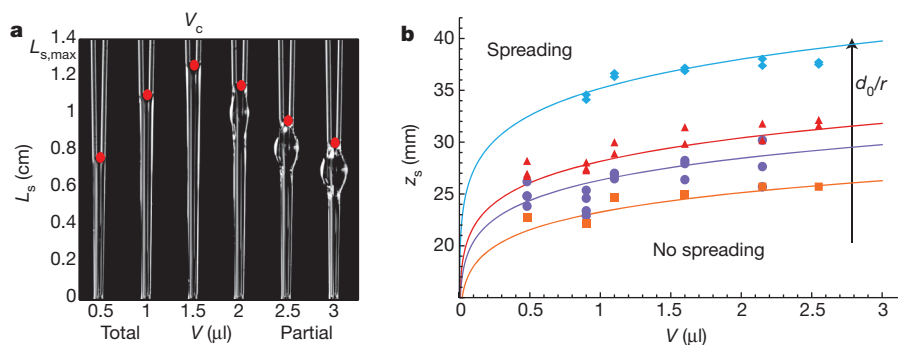 a
V_c
L_s,max
1.4
1.2
1
0.8
0.6
0.4
0.2
0
L_s (cm)
0.5 1 1.5 2 2.5 3
Total V (μl) Partial
b
40
35
30
25
20
z_s (mm)
Spreading
d_0/r
No spreading
0 0.5 1 1.5 2 2.5 3
V (μl)